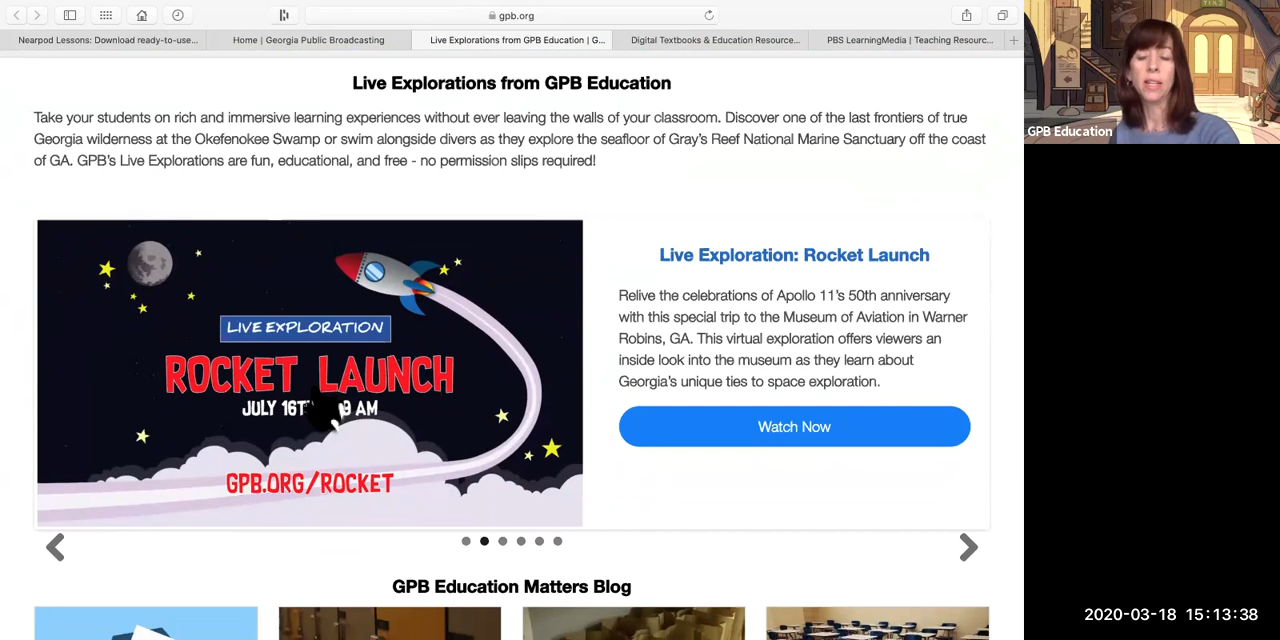 gpb.org
Nearpod Lessons: Download ready-to-use...
Home | Georgia Public Broadcasting
Live Explorations from GPB Education | G...
Digital Textbooks & Education Resource...
PBS LearningMedia | Teaching Resourc...
GPB Education
Live Explorations from GPB Education
Take your students on rich and immersive learning experiences without ever leaving the walls of your classroom. Discover one of the last frontiers of true
Georgia wilderness at the Okefenokee Swamp or swim alongside divers as they explore the seafloor of Gray's Reef National Marine Sanctuary off the coast
of GA. GPB's Live Explorations are fun, educational, and free - no permission slips required!
LIVE EXPLORATION
ROCKET LAUNCH
JULY 16T 9 AM
GPB.ORG/ROCKET
Live Exploration: Rocket Launch
Relive the celebrations of Apollo 11's 50th anniversary
with this special trip to the Museum of Aviation in Warner
Robins, GA. This virtual exploration offers viewers an
inside look into the museum as they learn about
Georgia's unique ties to space exploration.
Watch Now
GPB Education Matters Blog
2020-03-18 15:13:38